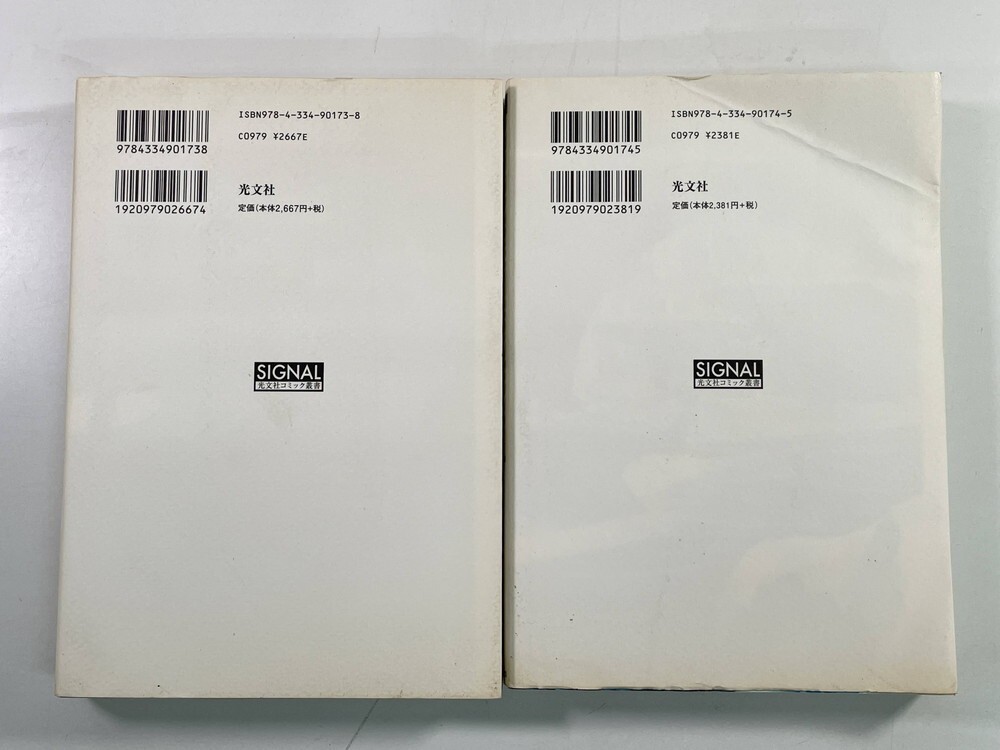 ISBN978-4-334-90173-8
C0979 ¥2667E
9784334901738
1920979026674
光文社
定価(本体2,667円+税)
SIGNAL
光文社コミック叢書
ISBN978-4-334-90174-5
C0979 ¥2381E
9784334901745
1920979023819
光文社
定価(本体2,381円+税)
SIGNAL
光文社コミック叢書